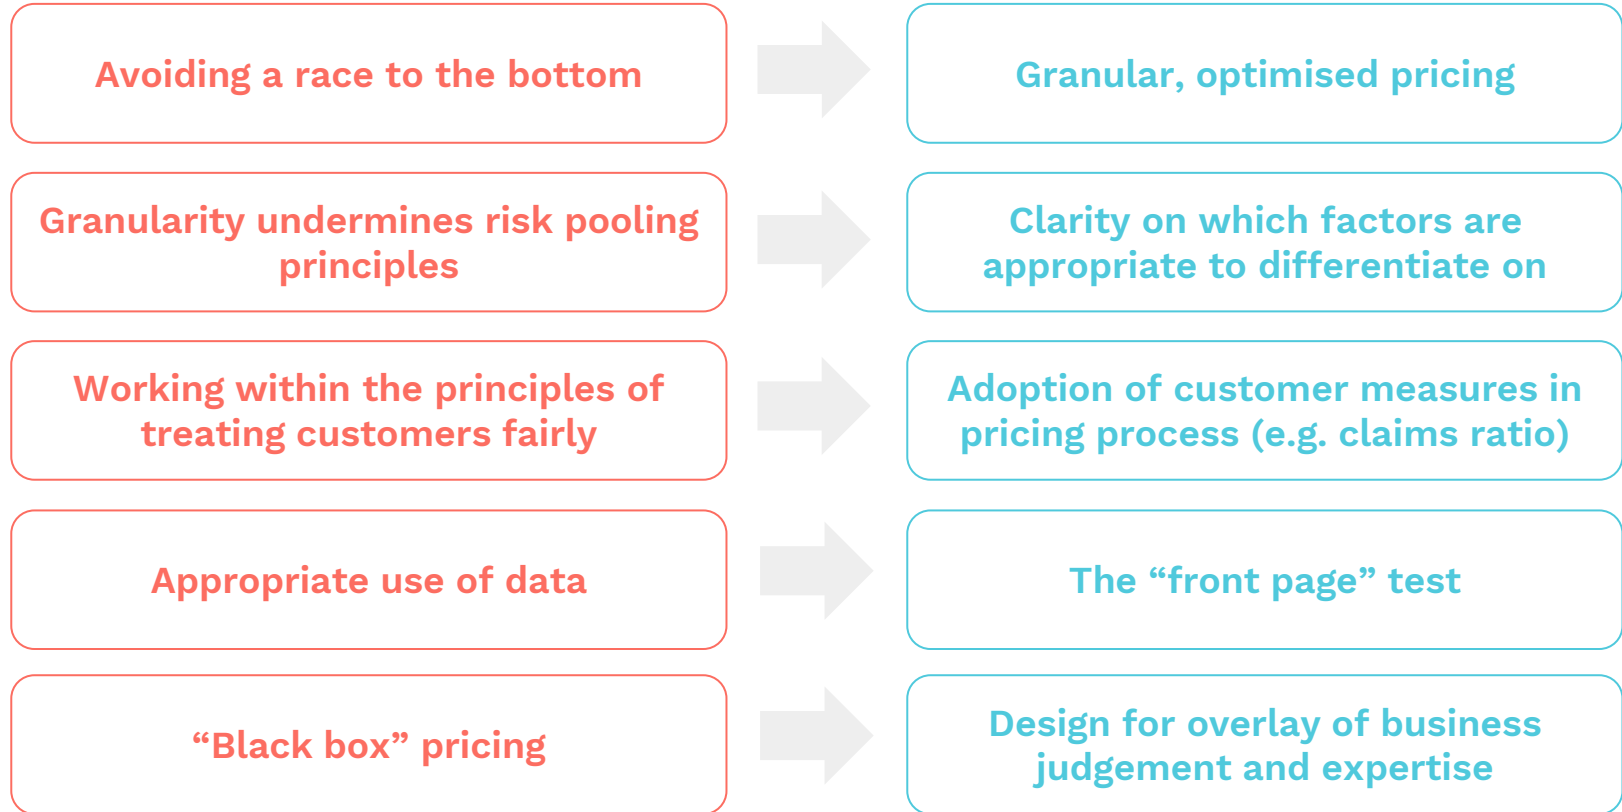 Avoiding a race to the bottom
Granular, optimised pricing
Granularity undermines risk pooling
principles
Clarity on which factors are
appropriate to differentiate on
Working within the principles of
treating customers fairly
Adoption of customer measures in
pricing process (e.g. claims ratio)
Appropriate use of data
The “front page” test
“Black box” pricing
Design for overlay of business
judgement and expertise